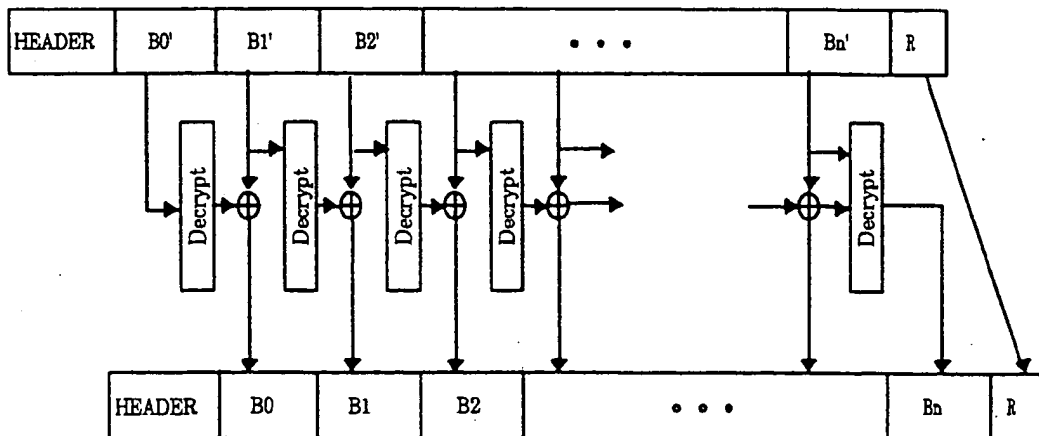 HEADER B0' B1' B2' • • • Bn' R
Decrypt Decrypt Decrypt Decrypt Decrypt
HEADER B0 B1 B2 • • • Bn R